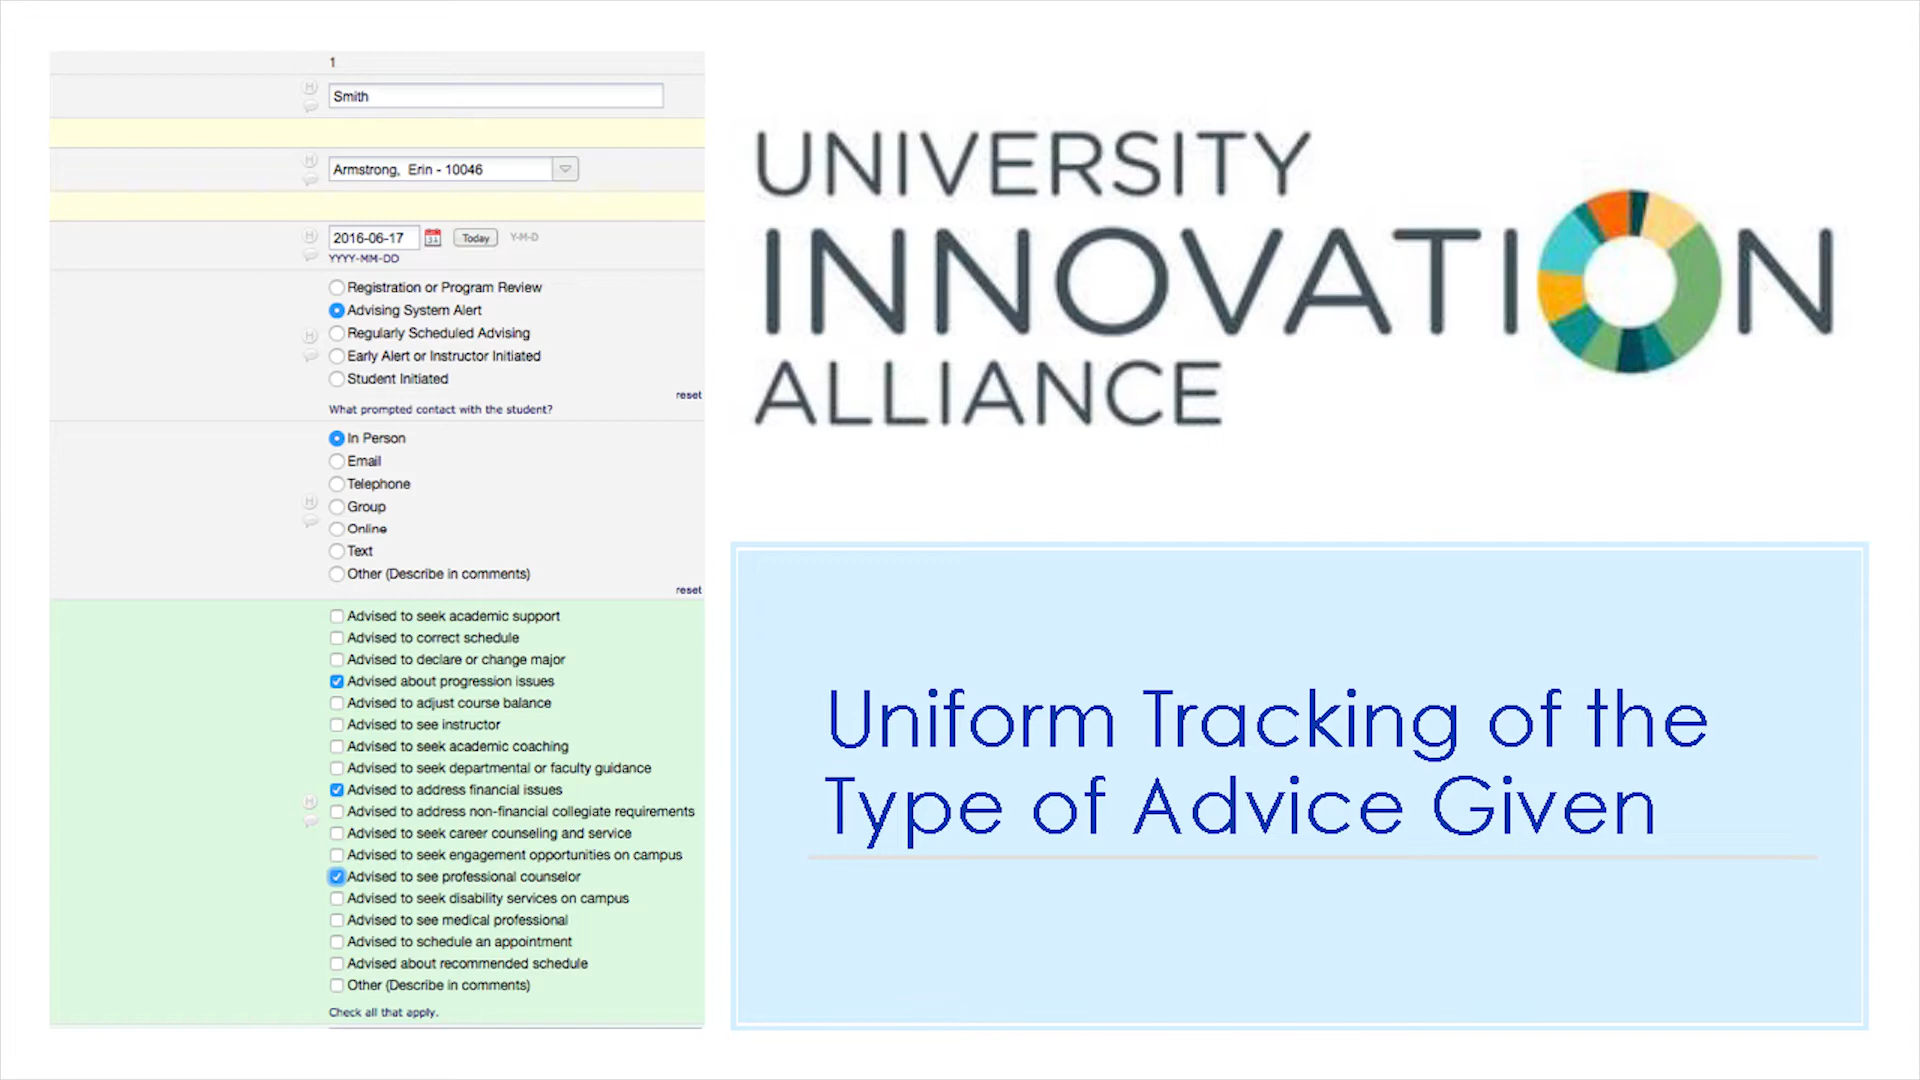 1
H
Smith
H
Armstrong, Erin - 10046
H
2016-06-17
31
Today
Y-M-D
YYYY-MM-DD
Registration or Program Review
Advising System Alert
H
Regularly Scheduled Advising
Early Alert or Instructor Initiated
Student Initiated
reset
What prompted contact with the student?
In Person
Email
Telephone
H
Group
Online
Text
Other (Describe in comments)
reset
Advised to seek academic support
Advised to correct schedule
Advised to declare or change major
Advised about progression issues
Advised to adjust course balance
Advised to see instructor
Advised to seek academic coaching
Advised to seek departmental or faculty guidance
Advised to address financial issues
H
Advised to address non-financial collegiate requirements
Advised to seek career counseling and service
Advised to seek engagement opportunities on campus
Advised to see professional counselor
Advised to seek disability services on campus
Advised to see medical professional
Advised to schedule an appointment
Advised about recommended schedule
Other (Describe in comments)
Check all that apply.
UNIVERSITY
INNOVATION
ALLIANCE
Uniform Tracking of the
Type of Advice Given